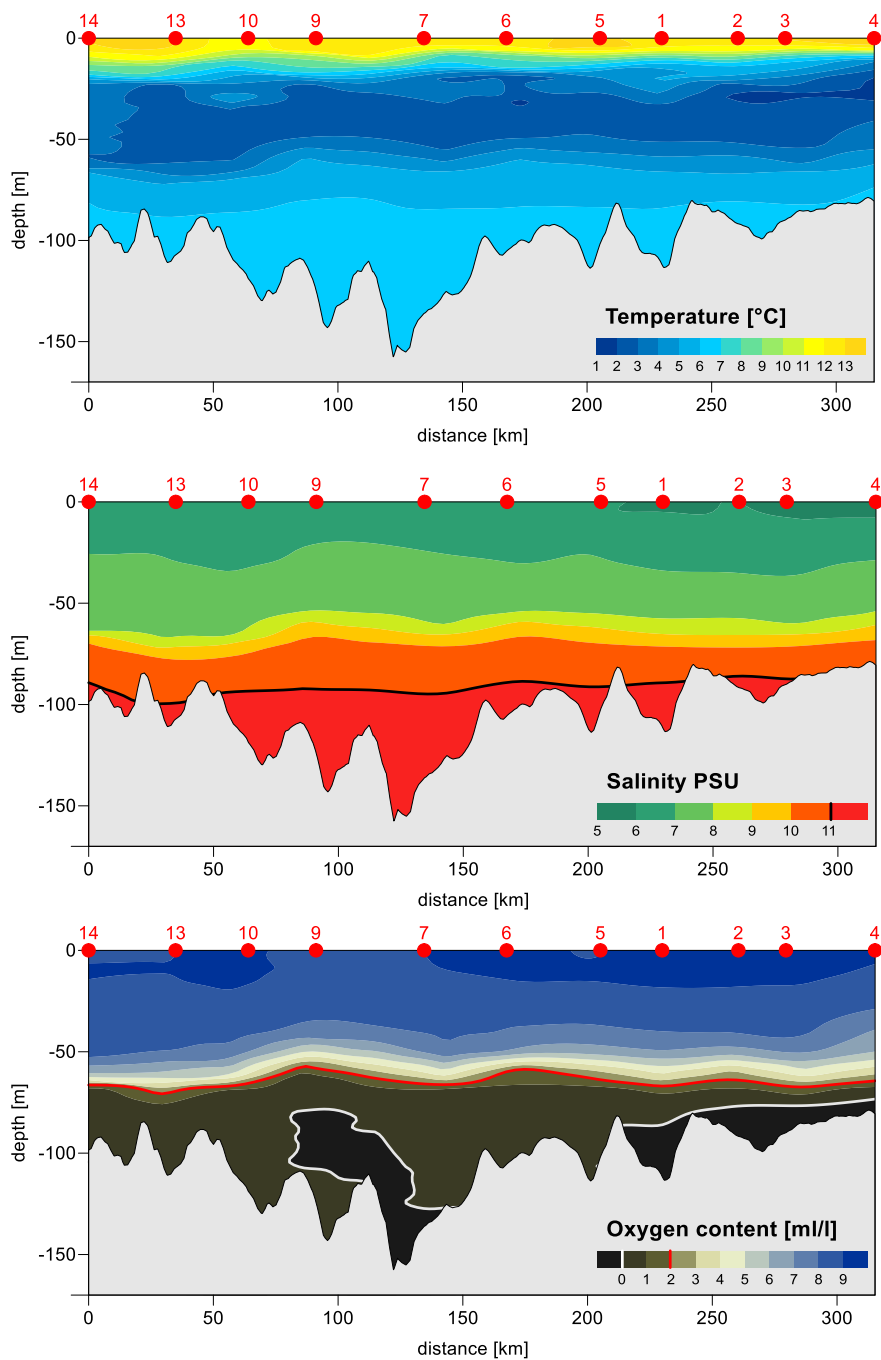 14 13 10 9 7 6 5 1 2 3 4
0
-50
-100
-150
depth [m]
Temperature [°C]
1 2 3 4 5 6 7 8 9 10 11 12 13
0 50 100 150 200 250 300
distance [km]
14 13 10 9 7 6 5 1 2 3 4
0
-50
-100
-150
depth [m]
Salinity PSU
5 6 7 8 9 10 11
0 50 100 150 200 250 300
distance [km]
14 13 10 9 7 6 5 1 2 3 4
0
-50
-100
-150
depth [m]
Oxygen content [ml/l]
0 1 2 3 4 5 6 7 8 9
0 50 100 150 200 250 300
distance [km]